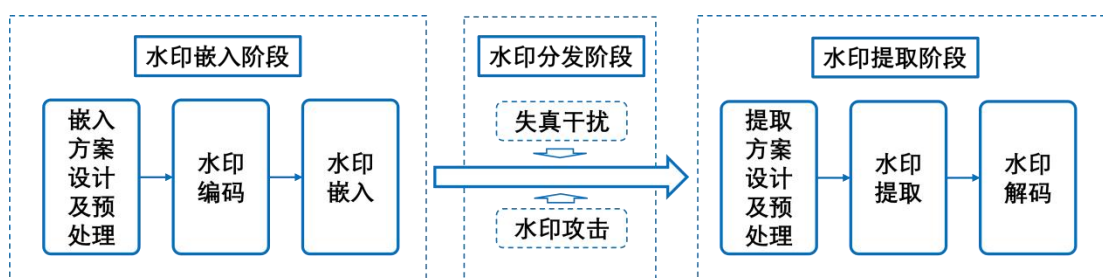 水印嵌入阶段
嵌入
方案
设计
及预
处理
水印
编码
水印
嵌入
水印分发阶段
失真干扰
水印攻击
水印提取阶段
提取
方案
设计
及预
处理
水印
提取
水印
解码